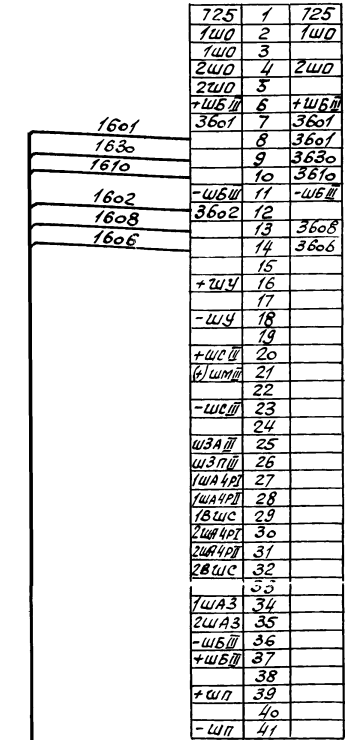 725 1 725
1ШО 2 1ШО
1ШО 3
2ШО 4 2ШО
2ШО 5
+ШБIII 6 +ШБIII
1601 3601 7 3601
1630 8 3601
1610 9 3630
10 3610
1602 -ШБIII 11 -ШБIII
1608 3602 12
1606 13 3608
14 3606
15
+ШУ 16
17
-ШУ 18
19
+ШСIII 20
(+)ШМIII 21
22
-ШСIII 23
24
ШЗАIII 25
ШЗПIII 26
1ША4РI 27
1ША4РII 28
1ВШС 29
2ША4РI 30
2ША4РII 31
2ВШС 32
33
1ШАЗ 34
2ШАЗ 35
-ШБIII 36
+ШБIII 37
38
+ШП 39
40
-ШП 41